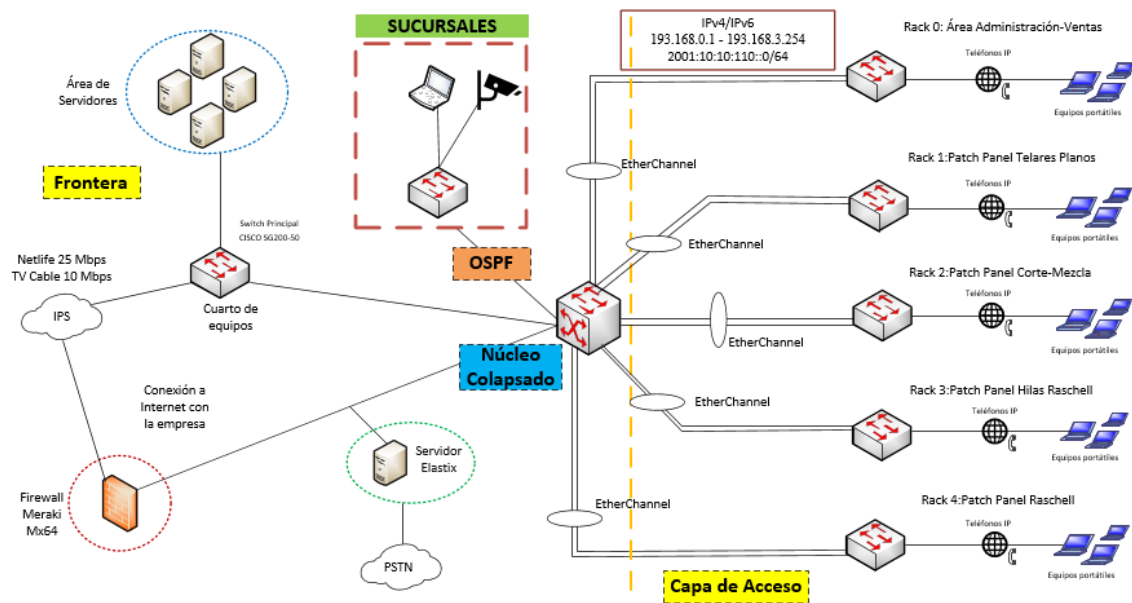 SUCURSALES
IPv4/IPv6
193.168.0.1 - 193.168.3.254
2001:10:10:110::0/64
Área de
Servidores
Frontera
Switch Principal
CISCO SG200-50
Netlife 25 Mbps
TV Cable 10 Mbps
IPS
Cuarto de
equipos
OSPF
Núcleo
Colapsado
Conexión a
Internet con
la empresa
Firewall
Meraki
Mx64
Servidor
Elastix
PSTN
EtherChannel
EtherChannel
EtherChannel
EtherChannel
EtherChannel
Capa de Acceso
Rack 0: Área Administración-Ventas
Teléfonos IP
Equipos portátiles
Rack 1:Patch Panel Telares Planos
Teléfonos IP
Equipos portátiles
Rack 2:Patch Panel Corte-Mezcla
Teléfonos IP
Equipos portátiles
Rack 3:Patch Panel Hilas Raschell
Teléfonos IP
Equipos portátiles
Rack 4:Patch Panel Raschell
Teléfonos IP
Equipos portátiles